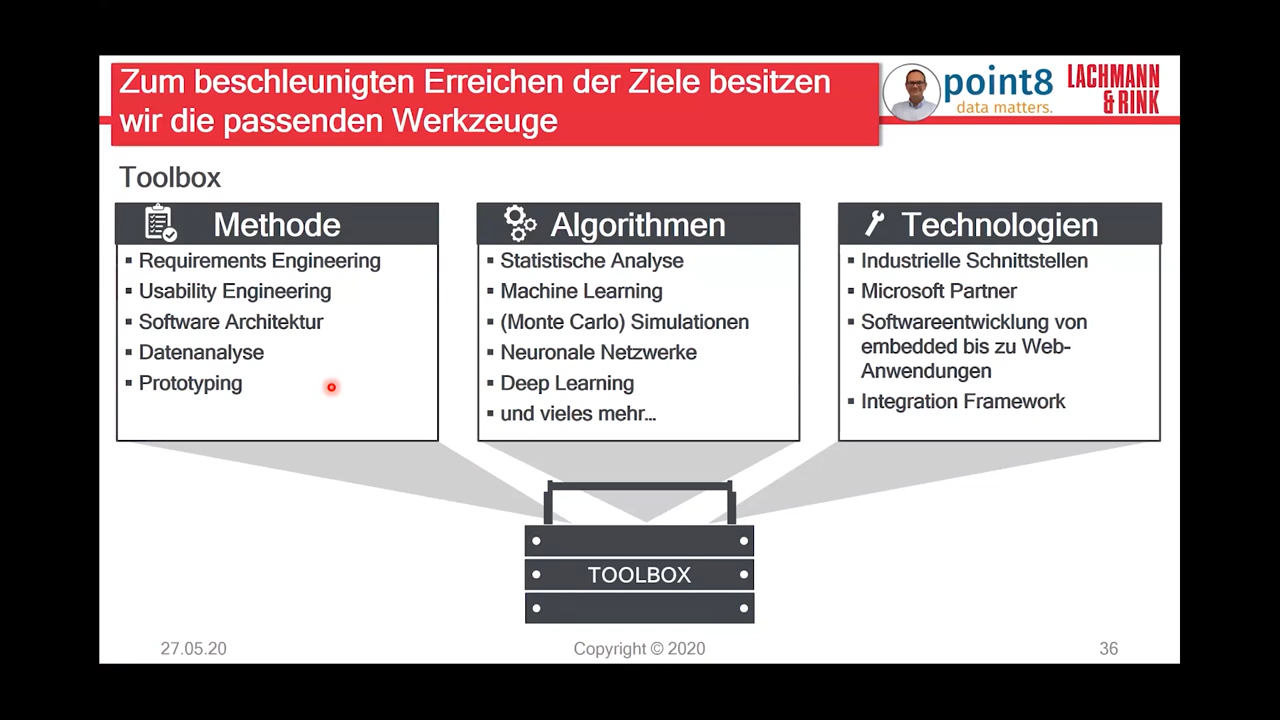 Zum beschleunigten Erreichen der Ziele besitzen
wir die passenden Werkzeuge
point8
data matters.
LACHMANN
& RINK
Toolbox
Methode
▪ Requirements Engineering
▪ Usability Engineering
▪ Software Architektur
▪ Datenanalyse
▪ Prototyping
Algorithmen
▪ Statistische Analyse
▪ Machine Learning
▪ (Monte Carlo) Simulationen
▪ Neuronale Netzwerke
▪ Deep Learning
▪ und vieles mehr...
Technologien
▪ Industrielle Schnittstellen
▪ Microsoft Partner
▪ Softwareentwicklung von
embedded bis zu Web-
Anwendungen
▪ Integration Framework
TOOLBOX
27.05.20
Copyright © 2020
36